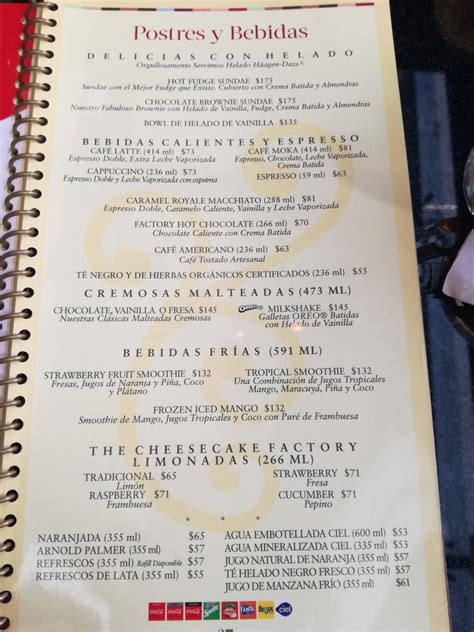 Postres y Bebidas
DELICIAS CON HELADO
Orgullosamente Servimos Helado Häagen-Dazs®
HOT FUDGE SUNDAE $175
Sundae con el Mejor Fudge que Existe. Cubierto con Crema Batida y Almendras
CHOCOLATE BROWNIE SUNDAE $175
Nuestro Fabuloso Brownie con Helado de Vainilla, Fudge, Crema Batida y Almendras
BOWL DE HELADO DE VAINILLA $135
BEBIDAS CALIENTES Y ESPRESSO
CAFÉ LATTE (414 ml) $73
Espresso Doble, Extra Leche Vaporizada
CAFÉ MOKA (414 ml) $81
Espresso, Chocolate, Leche Vaporizada,
Crema Batida
CAPPUCCINO (236 ml) $73
Espresso Doble y Leche Vaporizada con espuma
ESPRESSO (59 ml) $63
CARAMEL ROYALE MACCHIATO (288 ml) $81
Espresso Doble, Caramelo Caliente, Vainilla y Leche Vaporizada
FACTORY HOT CHOCOLATE (266 ml) $70
Chocolate Caliente con Crema Batida
CAFÉ AMERICANO (236 ml) $63
Café Tostado Artesanal
TÉ NEGRO Y DE HIERBAS ORGÁNICOS CERTIFICADOS (236 ml) $55
CREMOSAS MALTEADAS (473 ML)
CHOCOLATE, VAINILLA O FRESA $145
Nuestras Clásicas Malteadas Cremosas
OREO MILKSHAKE $145
Galletas OREO® Batidas
con Helado de Vainilla
BEBIDAS FRÍAS (591 ML)
STRAWBERRY FRUIT SMOOTHIE $132
Fresas, Jugos de Naranja y Piña, Coco
y Plátano
TROPICAL SMOOTHIE $132
Una Combinación de Jugos Tropicales
Mango, Maracuyá, Piña y Coco
FROZEN ICED MANGO $132
Smoothie de Mango, Jugos Tropicales y Coco con Puré de Frambuesa
THE CHEESECAKE FACTORY
LIMONADAS (266 ML)
TRADICIONAL $65
Limón
STRAWBERRY $71
Fresa
RASPBERRY $71
Frambuesa
CUCUMBER $71
Pepino
NARANJADA (355 ml) $65
ARNOLD PALMER (355 ml) $57
REFRESCOS (355 ml) Refill Disponible $57
REFRESCOS DE LATA (355 ml) $57
AGUA EMBOTELLADA CIEL (600 ml) $53
AGUA MINERALIZADA CIEL (355 ml) $57
JUGO NATURAL DE NARANJA (355 ml) $57
TÉ HELADO NEGRO FRESCO (355 ml) $57
JUGO DE MANZANA FRÍO (355 ml) $61
Sprite FANTA ciel